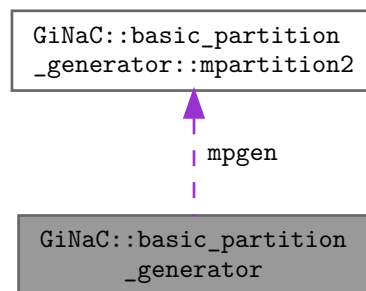 GiNaC::basic_partition
_generator::mpartition2
mpgen
GiNaC::basic_partition
_generator